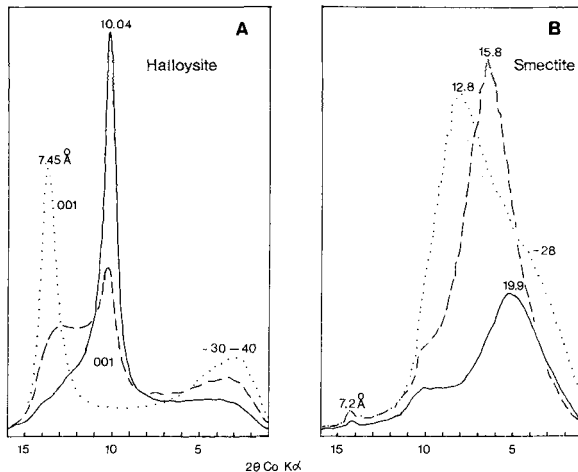 A
10.04
Halloysite
7.45 Å
001
001
-30-40
15
10
5
B
15.8
12.8
Smectite
-28
19.9
7.2 Å
15
10
5
2θ Co Kα